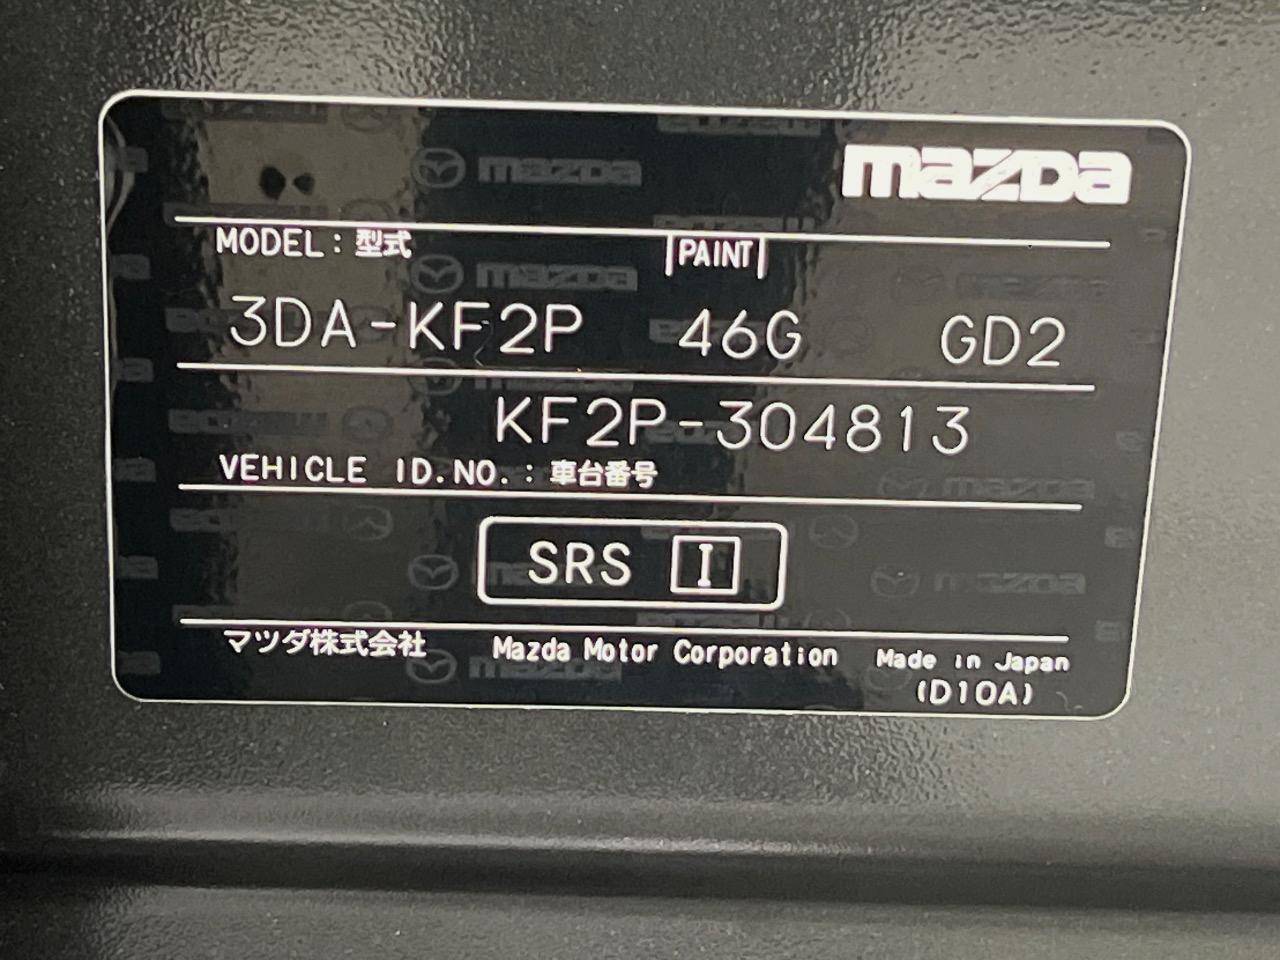 mazda
MODEL : 型式 PAINT
3DA-KF2P 46G GD2
KF2P-304813
VEHICLE ID.NO. : 車台番号
SRS I
マツダ株式会社 Mazda Motor Corporation Made in Japan
(D10A)